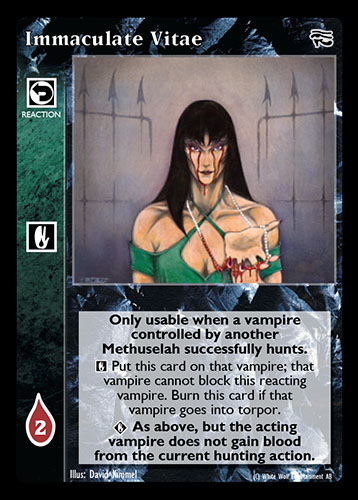 Immaculate Vitae
REACTION
Only usable when a vampire
controlled by another
Methuselah successfully hunts.
Put this card on that vampire; that
vampire cannot block this reacting
vampire. Burn this card if that
vampire goes into torpor.
As above, but the acting
vampire does not gain blood
from the current hunting action.
2
Illus: David Kimmel
(C) White Wolf Entertainment AB